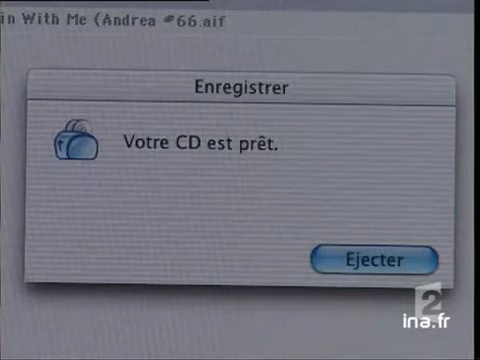 in With Me (Andrea #66.aif
Enregistrer
Votre CD est prêt.
Ejecter
2
ina.fr